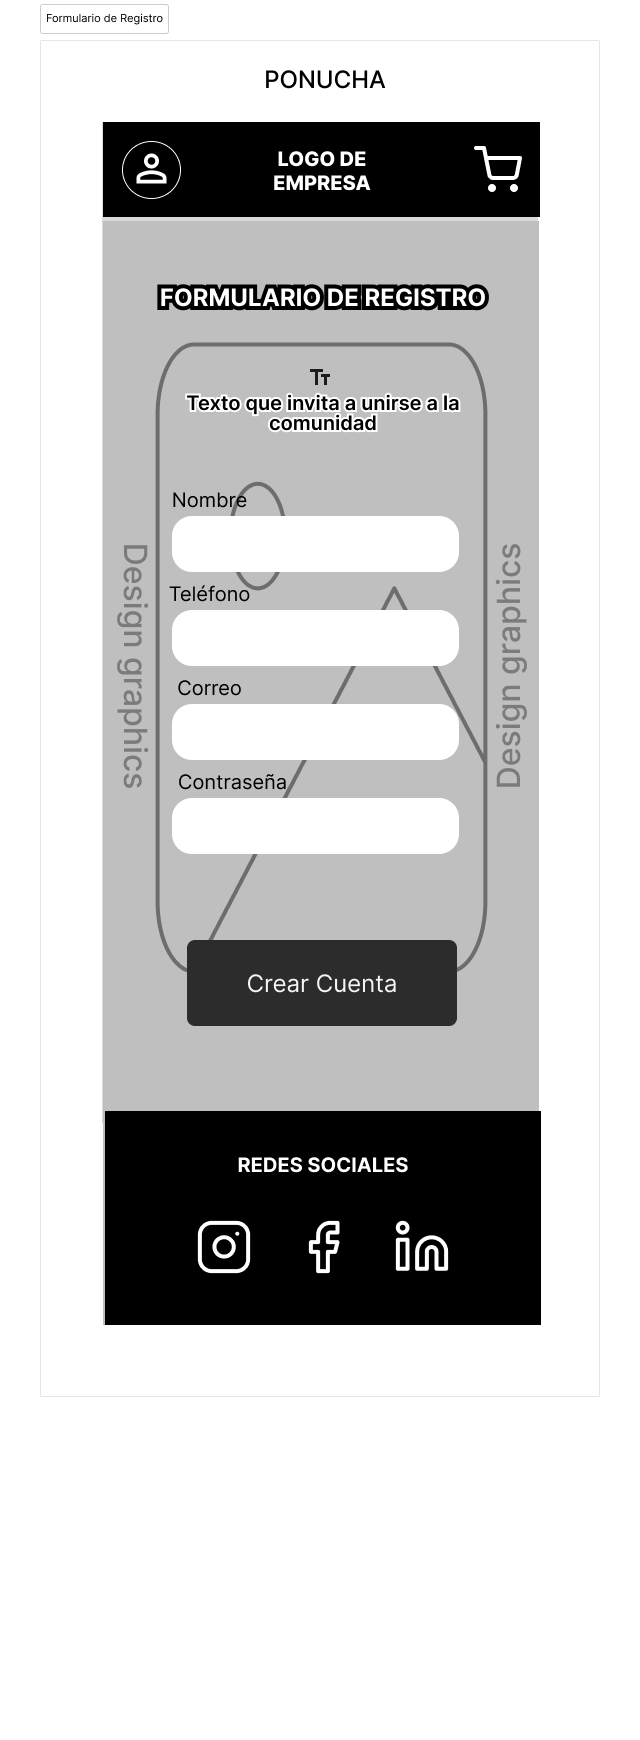 Formulario de Registro
PONUCHA
LOGO DE
EMPRESA
FORMULARIO DE REGISTRO
Tт
Texto que invita a unirse a la
comunidad
Nombre
Teléfono
Correo
Contraseña
Design graphics
Design graphics
Crear Cuenta
REDES SOCIALES